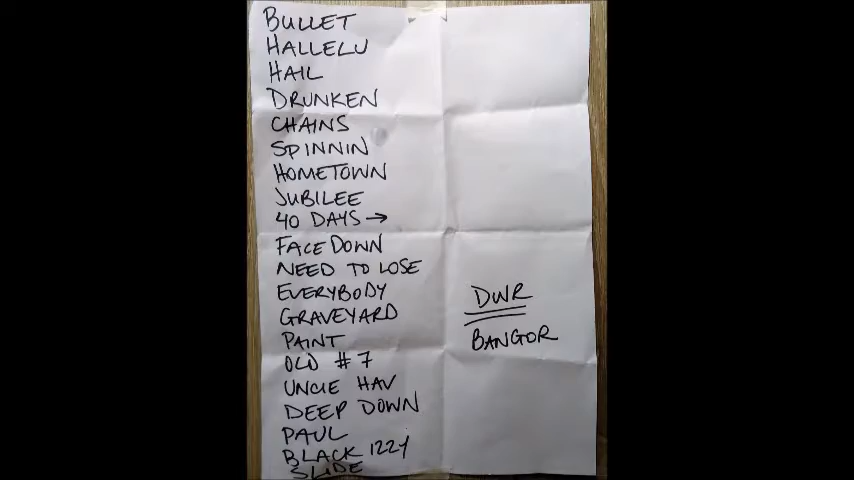 BULLET
HALLELU
HAIL
DRUNKEN
CHAINS
SPINNIN
HOMETOWN
JUBILEE
40 DAYS →
FACE DOWN
NEED TO LOSE
EVERYBODY
GRAVEYARD
PAINT
OLD #7
UNCLE HAV
DEEP DOWN
PAUL
BLACK IZZY
SLIDE
DWR
BANGOR